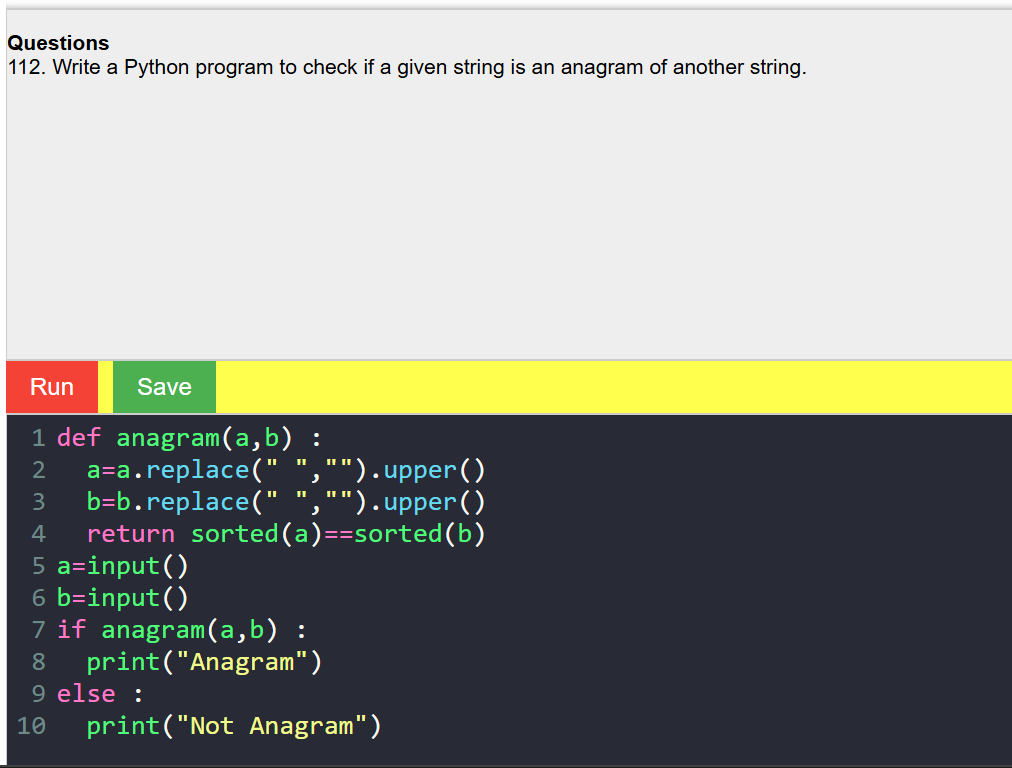 Questions
112. Write a Python program to check if a given string is an anagram of another string.
Run Save
1 def anagram(a,b) :
2   a=a.replace(" ","").upper()
3   b=b.replace(" ","").upper()
4   return sorted(a)==sorted(b)
5 a=input()
6 b=input()
7 if anagram(a,b) :
8   print("Anagram")
9 else :
10   print("Not Anagram")